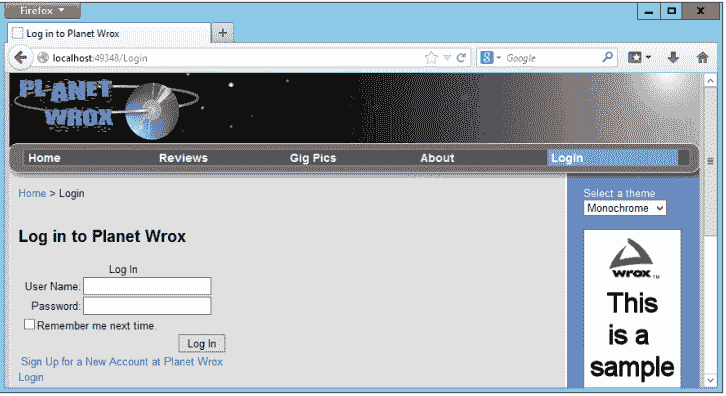 Firefox
Log in to Planet Wrox
localhost:49348/Login
Google
PLANET
WROX
Home Reviews Gig Pics About Login
Home > Login
Select a theme
Monochrome
Log in to Planet Wrox
Log In
User Name:
Password:
Remember me next time.
Log In
Sign Up for a New Account at Planet Wrox
Login
wrox™
This
is a
sample